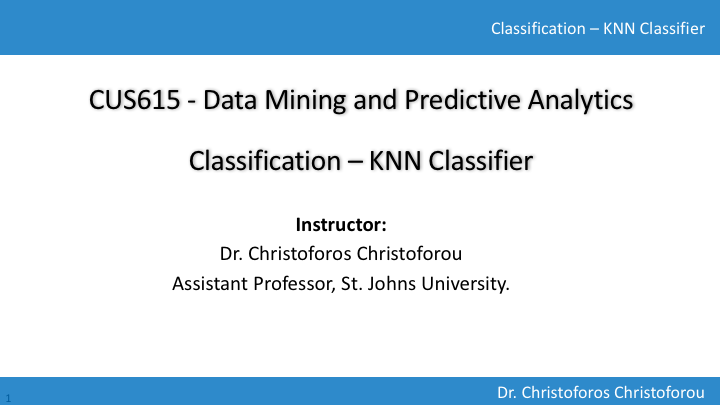 Classification – KNN Classifier
CUS615 - Data Mining and Predictive Analytics
Classification – KNN Classifier
Instructor:
Dr. Christoforos Christoforou
Assistant Professor, St. Johns University.
Dr. Christoforos Christoforou
1